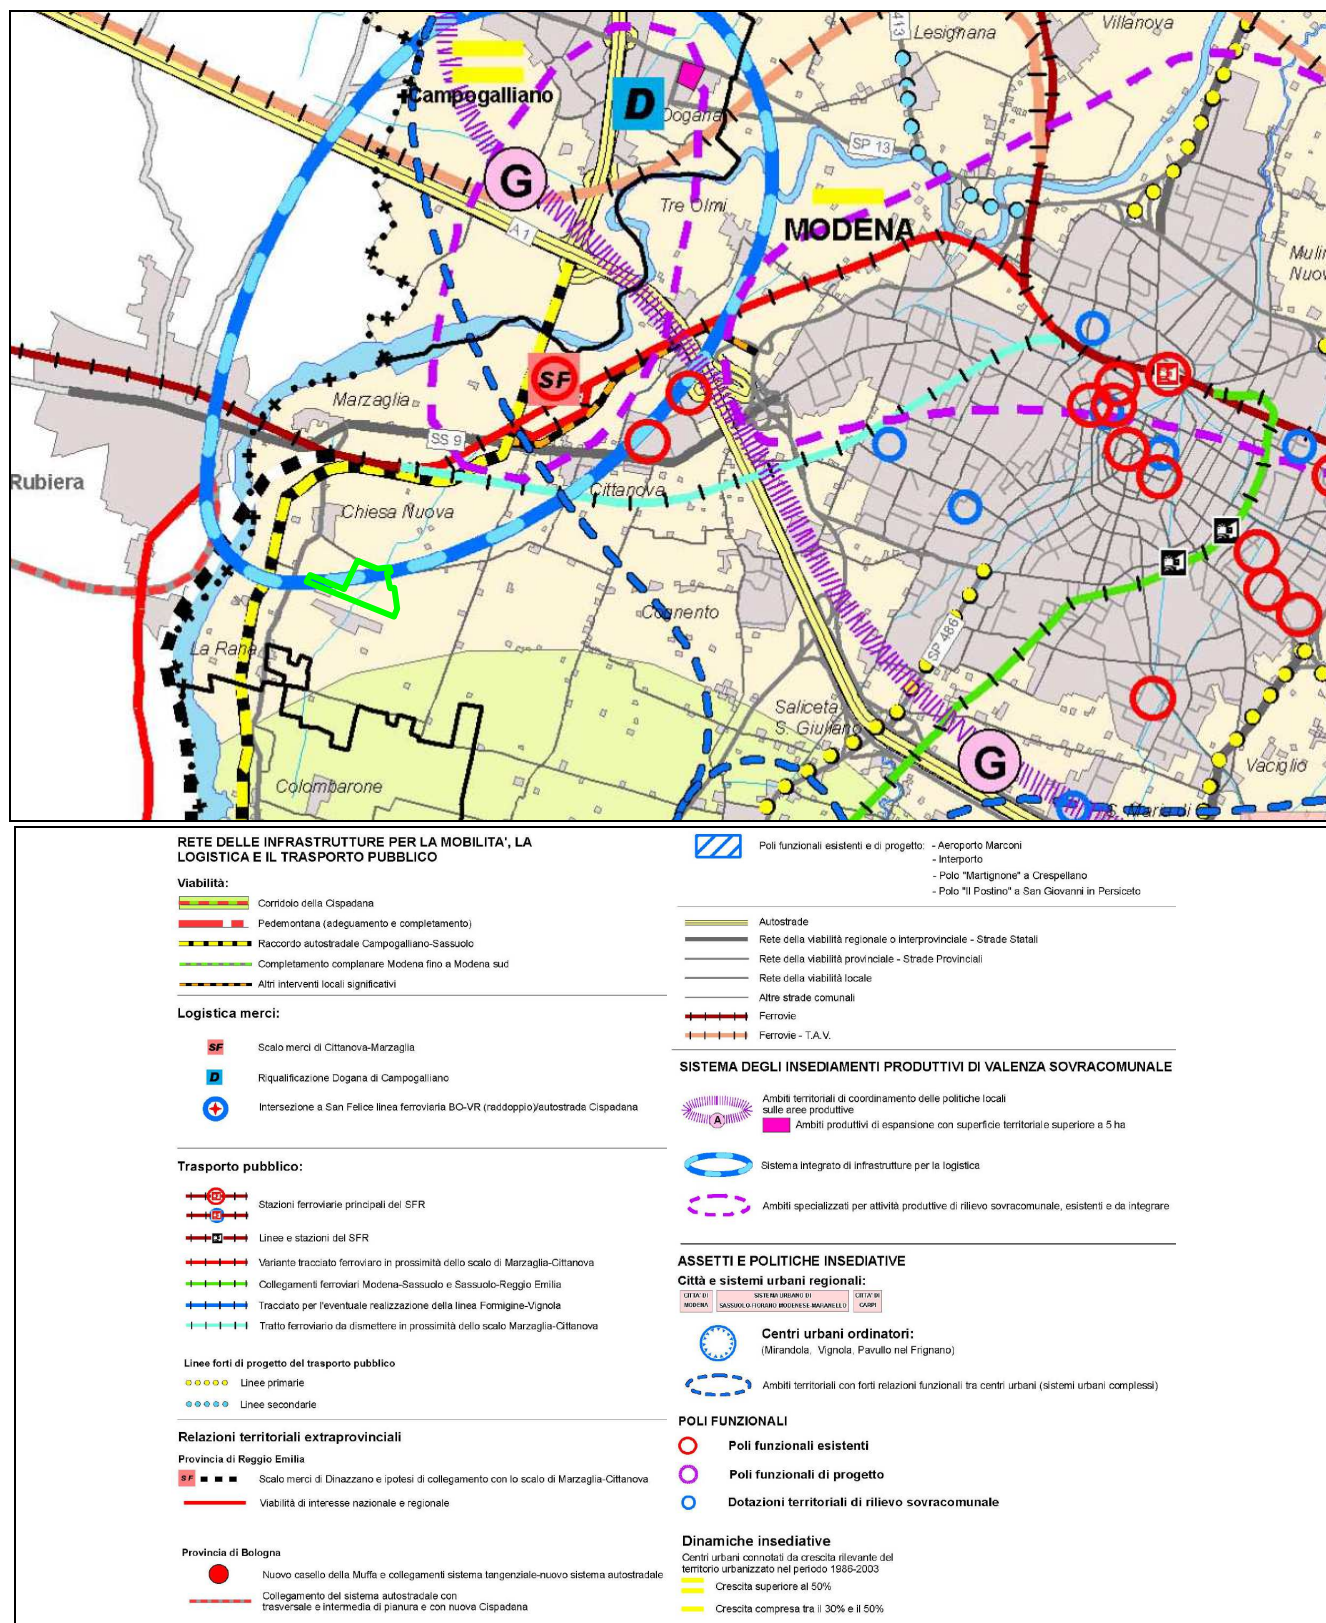 413
Lesignana
Villanova
Campogalliano
D
Dogana
SP 13
G
Tre Olmi
A 1
MODENA
Marzaglia
SF
SS 9
Rubiera
Cittanova
Chiesa Nuova
Cognento
SP 486
La Rana
Saliceta
S. Giuliano
G
Vaciglio
Colombarone
RETE DELLE INFRASTRUTTURE PER LA MOBILITA', LA
LOGISTICA E IL TRASPORTO PUBBLICO
Viabilità:
Corridoio della Cispadana
Pedemontana (adeguamento e completamento)
Raccordo autostradale Campogalliano-Sassuolo
Completamento complanare Modena fino a Modena sud
Altri interventi locali significativi
Logistica merci:
SF Scalo merci di Cittanova-Marzaglia
D Riqualificazione Dogana di Campogalliano
Intersezione a San Felice linea ferroviaria BO-VR (raddoppio)/autostrada Cispadana
Trasporto pubblico:
Stazioni ferroviarie principali del SFR
Linee e stazioni del SFR
Variante tracciato ferroviaro in prossimità dello scalo di Marzaglia-Cittanova
Collegamenti ferroviari Modena-Sassuolo e Sassuolo-Reggio Emilia
Tracciato per l'eventuale realizzazione della linea Formigine-Vignola
Tratto ferroviario da dismettere in prossimità dello scalo Marzaglia-Cittanova
Linee forti di progetto del trasporto pubblico
Linee primarie
Linee secondarie
Relazioni territoriali extraprovinciali
Provincia di Reggio Emilia
SF Scalo merci di Dinazzano e ipotesi di collegamento con lo scalo di Marzaglia-Cittanova
Viabilità di interesse nazionale e regionale
Provincia di Bologna
Nuovo casello della Muffa e collegamenti sistema tangenziale-nuovo sistema autostradale
Collegamento del sistema autostradale con
trasversale e intermedia di pianura e con nuova Cispadana
Poli funzionali esistenti e di progetto: - Aeroporto Marconi
- Interporto
- Polo "Martignone" a Crespellano
- Polo "Il Postino" a San Giovanni in Persiceto
Autostrade
Rete della viabilità regionale o interprovinciale - Strade Statali
Rete della viabilità provinciale - Strade Provinciali
Rete della viabilità locale
Altre strade comunali
Ferrovie
Ferrovie - T.A.V.
SISTEMA DEGLI INSEDIAMENTI PRODUTTIVI DI VALENZA SOVRACOMUNALE
Ambiti territoriali di coordinamento delle politiche locali
sulle aree produttive
A
Ambiti produttivi di espansione con superficie territoriale superiore a 5 ha
Sistema integrato di infrastrutture per la logistica
Ambiti specializzati per attività produttive di rilievo sovracomunale, esistenti e da integrare
ASSETTI E POLITICHE INSEDIATIVE
Città e sistemi urbani regionali:
CITTA' DI MODENA
SISTEMA URBANO DI SASSUOLO-FIORANO MODENESE-MARANELLO
CITTA' DI CARPI
Centri urbani ordinatori:
(Mirandola, Vignola, Pavullo nel Frignano)
Ambiti territoriali con forti relazioni funzionali tra centri urbani (sistemi urbani complessi)
POLI FUNZIONALI
Poli funzionali esistenti
Poli funzionali di progetto
Dotazioni territoriali di rilievo sovracomunale
Dinamiche insediative
Centri urbani connotati da crescita rilevante del
territorio urbanizzato nel periodo 1986-2003
Crescita superiore al 50%
Crescita compresa tra il 30% e il 50%